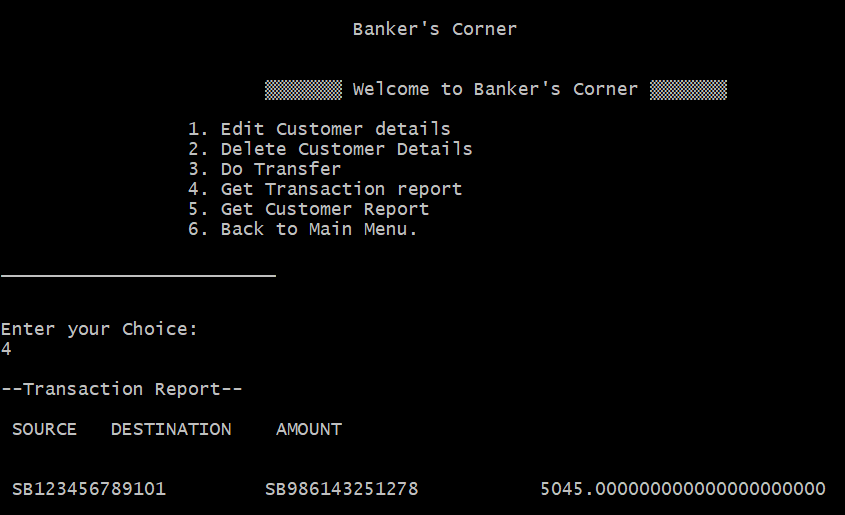 Banker's Corner
▒▒▒▒▒▒▒ Welcome to Banker's Corner ▒▒▒▒▒▒▒
1. Edit Customer details
2. Delete Customer Details
3. Do Transfer
4. Get Transaction report
5. Get Customer Report
6. Back to Main Menu.
_________________________
Enter your Choice:
4
--Transaction Report--
SOURCE DESTINATION AMOUNT
SB123456789101 SB986143251278 5045.00000000000000000000